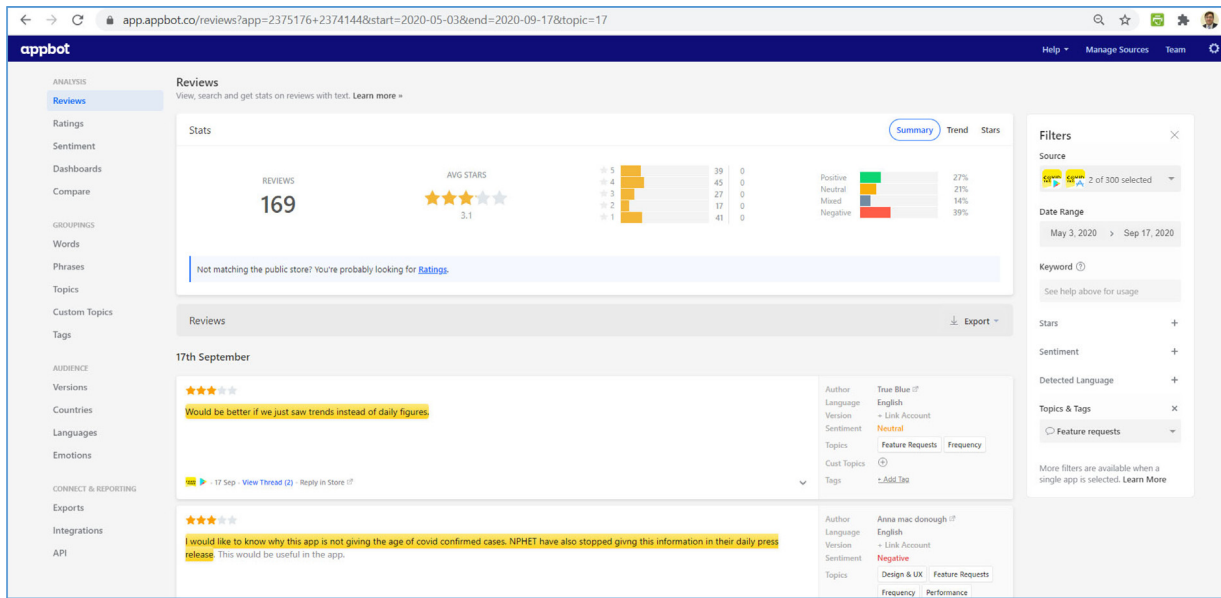 app.appbot.co/reviews?app=2375176+2374144&start=2020-05-03&end=2020-09-17&topic=17
appbot
Help
Manage Sources
Team
ANALYSIS
Reviews
Ratings
Sentiment
Dashboards
Compare
GROUPINGS
Words
Phrases
Topics
Custom Topics
Tags
AUDIENCE
Versions
Countries
Languages
Emotions
CONNECT & REPORTING
Exports
Integrations
API
Reviews
View, search and get stats on reviews with text. Learn more »
Stats
Summary Trend Stars
REVIEWS
169
AVG STARS
3.1
5 39 0
4 45 0
3 27 0
2 17 0
1 41 0
Positive 27%
Neutral 21%
Mixed 14%
Negative 39%
Not matching the public store? You're probably looking for Ratings.
Reviews
Export
17th September
Would be better if we just saw trends instead of daily figures.
17 Sep · View Thread (2) · Reply in Store
Author True Blue
Language English
Version + Link Account
Sentiment Neutral
Topics Feature Requests Frequency
Cust Topics
Tags + Add Tag
I would like to know why this app is not giving the age of covid confirmed cases. NPHET have also stopped givng this information in their daily press
release. This would be useful in the app.
Author Anna mac donough
Language English
Version + Link Account
Sentiment Negative
Topics Design & UX Feature Requests
Frequency Performance
Filters
Source
2 of 300 selected
Date Range
May 3, 2020 > Sep 17, 2020
Keyword
See help above for usage
Stars +
Sentiment +
Detected Language +
Topics & Tags
Feature requests
More filters are available when a
single app is selected. Learn More